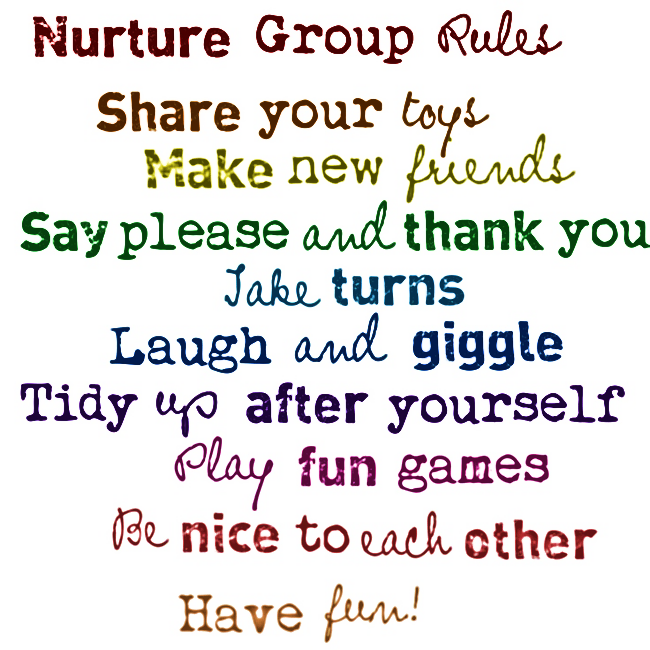 Nurture Group Rules
Share your toys
Make new friends
Say please and thank you
Take turns
Laugh and giggle
Tidy up after yourself
Play fun games
Be nice to each other
Have fun!